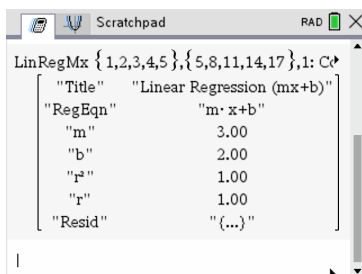 Scratchpad RAD
LinRegMx {1,2,3,4,5},{5,8,11,14,17},1: Co
"Title" "Linear Regression (mx+b)"
"RegEqn" "m·x+b"
"m" 3.00
"b" 2.00
"r²" 1.00
"r" 1.00
"Resid" "{...}"